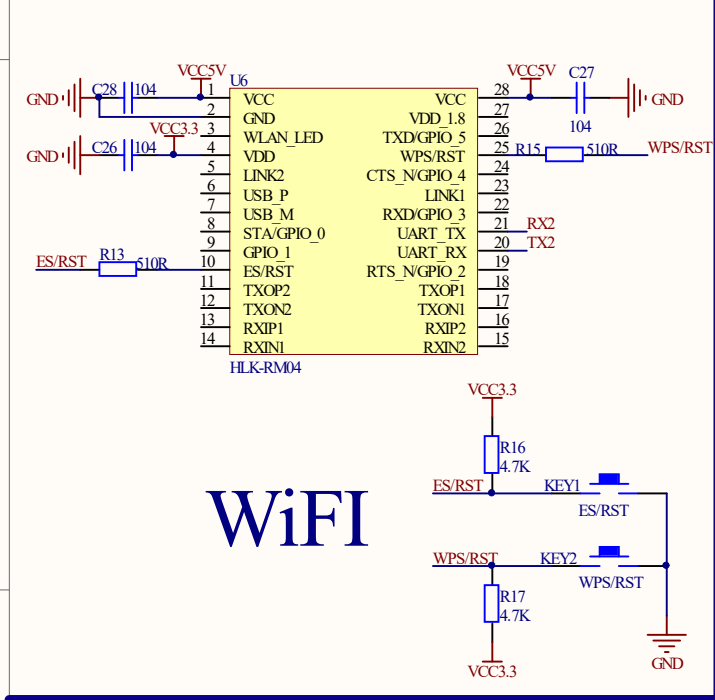 VCC5V
U6
VCC5V
C27
C28
104
1
VCC
VCC
28
GND
GND
2
GND
VDD_1.8
27
104
VCC3.3
3
WLAN_LED
TXD/GPIO_5
26
GND
C26
104
4
VDD
WPS/RST
25
R15
510R
WPS/RST
5
LINK2
CTS_N/GPIO_4
24
6
USB_P
LINK1
23
7
USB_M
RXD/GPIO_3
22
8
STA/GPIO_0
UART_TX
21
RX2
9
GPIO_1
UART_RX
20
TX2
ES/RST
R13
510R
10
ES/RST
RTS_N/GPIO_2
19
11
TXOP2
TXOP1
18
12
TXON2
TXON1
17
13
RXIP1
RXIP2
16
14
RXIN1
RXIN2
15
HLK-RM04
VCC3.3
R16
4.7K
ES/RST
KEY1
ES/RST
WiFI
WPS/RST
KEY2
WPS/RST
R17
4.7K
GND
VCC3.3